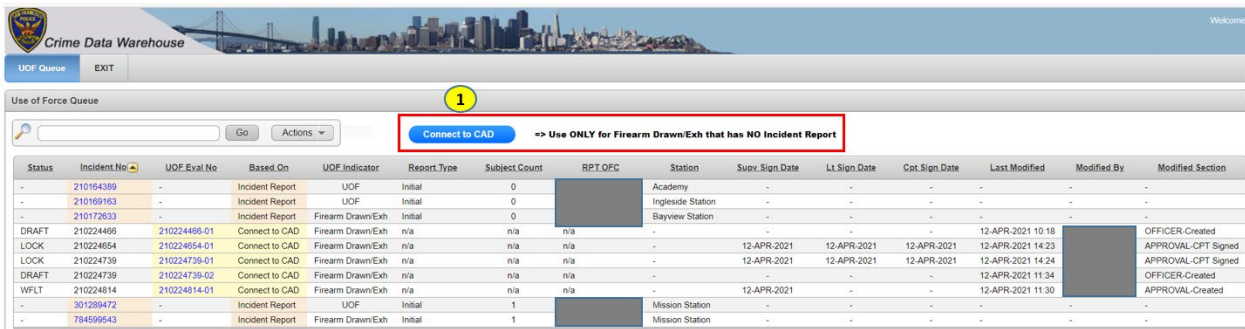 SAN FRANCISCO
POLICE
Crime Data Warehouse
Welcome
UOF Queue EXIT
Use of Force Queue
1
Go Actions Connect to CAD => Use ONLY for Firearm Drawn/Exh that has NO Incident Report
Status Incident No UOF Eval No Based On UOF Indicator Report Type Subject Count RPT OFC Station Supv Sign Date Lt Sign Date Cpt Sign Date Last Modified Modified By Modified Section
- 210164389 - Incident Report UOF Initial 0 Academy - - - - - -
- 210169163 - Incident Report UOF Initial 0 Ingleside Station - - - - - -
- 210172633 - Incident Report Firearm Drawn/Exh Initial 0 Bayview Station - - - - - -
DRAFT 210224466 210224466-01 Connect to CAD Firearm Drawn/Exh n/a n/a n/a - - - - 12-APR-2021 10:18 OFFICER-Created
LOCK 210224654 210224654-01 Connect to CAD Firearm Drawn/Exh n/a n/a n/a - 12-APR-2021 12-APR-2021 12-APR-2021 12-APR-2021 14:23 APPROVAL-CPT Signed
LOCK 210224739 210224739-01 Connect to CAD Firearm Drawn/Exh n/a n/a n/a - 12-APR-2021 12-APR-2021 12-APR-2021 12-APR-2021 14:24 APPROVAL-CPT Signed
DRAFT 210224739 210224739-02 Connect to CAD Firearm Drawn/Exh n/a n/a n/a - - - - 12-APR-2021 11:34 OFFICER-Created
WFLT 210224814 210224814-01 Connect to CAD Firearm Drawn/Exh n/a n/a n/a - 12-APR-2021 - - 12-APR-2021 11:30 APPROVAL-Created
- 301289472 - Incident Report UOF Initial 1 Mission Station - - - - - -
- 784599543 - Incident Report Firearm Drawn/Exh Initial 1 Mission Station - - - - - -